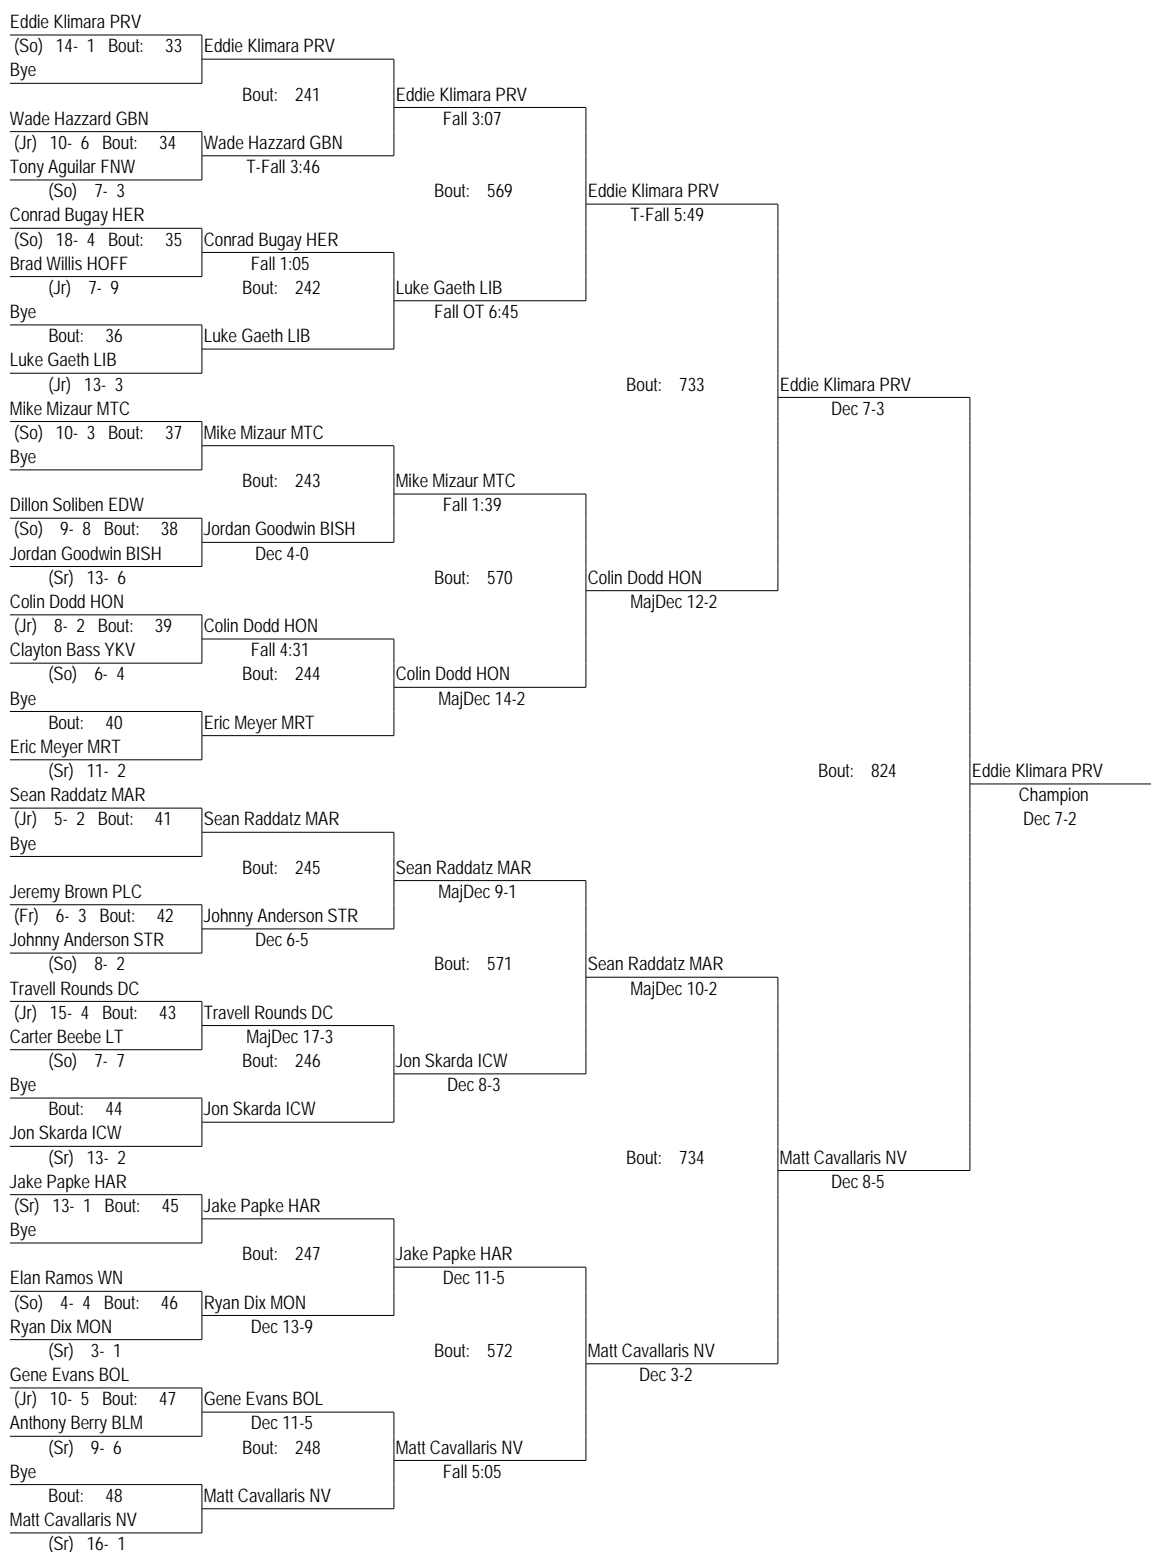 Eddie Klimara PRV
(So) 14- 1 Bout: 33 Eddie Klimara PRV
Bye
Bout: 241 Eddie Klimara PRV
Wade Hazzard GBN Fall 3:07
(Jr) 10- 6 Bout: 34 Wade Hazzard GBN
Tony Aguilar FNW T-Fall 3:46
(So) 7- 3 Bout: 569 Eddie Klimara PRV
Conrad Bugay HER T-Fall 5:49
(So) 18- 4 Bout: 35 Conrad Bugay HER
Brad Willis HOFF Fall 1:05
(Jr) 7- 9 Bout: 242 Luke Gaeth LIB
Bye Fall OT 6:45
Bout: 36 Luke Gaeth LIB
Luke Gaeth LIB
(Jr) 13- 3 Bout: 733 Eddie Klimara PRV
Mike Mizaur MTC Dec 7-3
(So) 10- 3 Bout: 37 Mike Mizaur MTC
Bye
Bout: 243 Mike Mizaur MTC
Dillon Soliben EDW Fall 1:39
(So) 9- 8 Bout: 38 Jordan Goodwin BISH
Jordan Goodwin BISH Dec 4-0
(Sr) 13- 6 Bout: 570 Colin Dodd HON
Colin Dodd HON MajDec 12-2
(Jr) 8- 2 Bout: 39 Colin Dodd HON
Clayton Bass YKV Fall 4:31
(So) 6- 4 Bout: 244 Colin Dodd HON
Bye MajDec 14-2
Bout: 40 Eric Meyer MRT
Eric Meyer MRT
(Sr) 11- 2 Bout: 824 Eddie Klimara PRV
Sean Raddatz MAR Champion
(Jr) 5- 2 Bout: 41 Sean Raddatz MAR Dec 7-2
Bye
Bout: 245 Sean Raddatz MAR
Jeremy Brown PLC MajDec 9-1
(Fr) 6- 3 Bout: 42 Johnny Anderson STR
Johnny Anderson STR Dec 6-5
(So) 8- 2 Bout: 571 Sean Raddatz MAR
Travell Rounds DC MajDec 10-2
(Jr) 15- 4 Bout: 43 Travell Rounds DC
Carter Beebe LT MajDec 17-3
(So) 7- 7 Bout: 246 Jon Skarda ICW
Bye Dec 8-3
Bout: 44 Jon Skarda ICW
Jon Skarda ICW
(Sr) 13- 2 Bout: 734 Matt Cavallaris NV
Jake Papke HAR Dec 8-5
(Sr) 13- 1 Bout: 45 Jake Papke HAR
Bye
Bout: 247 Jake Papke HAR
Elan Ramos WN Dec 11-5
(So) 4- 4 Bout: 46 Ryan Dix MON
Ryan Dix MON Dec 13-9
(Sr) 3- 1 Bout: 572 Matt Cavallaris NV
Gene Evans BOL Dec 3-2
(Jr) 10- 5 Bout: 47 Gene Evans BOL
Anthony Berry BLM Dec 11-5
(Sr) 9- 6 Bout: 248 Matt Cavallaris NV
Bye Fall 5:05
Bout: 48 Matt Cavallaris NV
Matt Cavallaris NV
(Sr) 16- 1